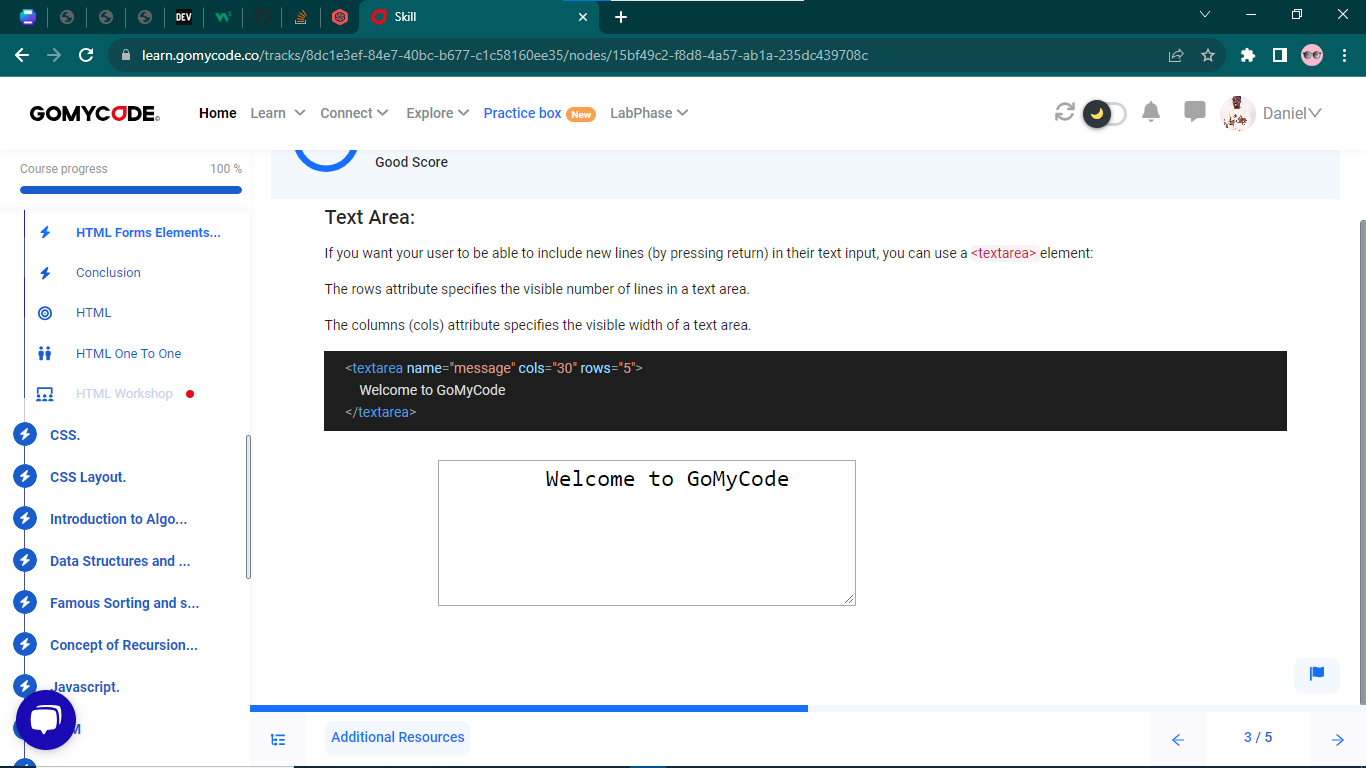 DEV
Skill
learn.gomycode.co/tracks/8dc1e3ef-84e7-40bc-b677-c1c58160ee35/nodes/15bf49c2-f8d8-4a57-ab1a-235dc439708c
GOMYCODE
Home Learn Connect Explore Practice box New LabPhase Daniel
Course progress 100 %
HTML Forms Elements...
Conclusion
HTML
HTML One To One
HTML Workshop
CSS.
CSS Layout.
Introduction to Algo...
Data Structures and ...
Famous Sorting and s...
Concept of Recursion...
Javascript.
M
Good Score
Text Area:
If you want your user to be able to include new lines (by pressing return) in their text input, you can use a <textarea> element:
The rows attribute specifies the visible number of lines in a text area.
The columns (cols) attribute specifies the visible width of a text area.
<textarea name="message" cols="30" rows="5">
Welcome to GoMyCode
</textarea>
Welcome to GoMyCode
Additional Resources
3 / 5